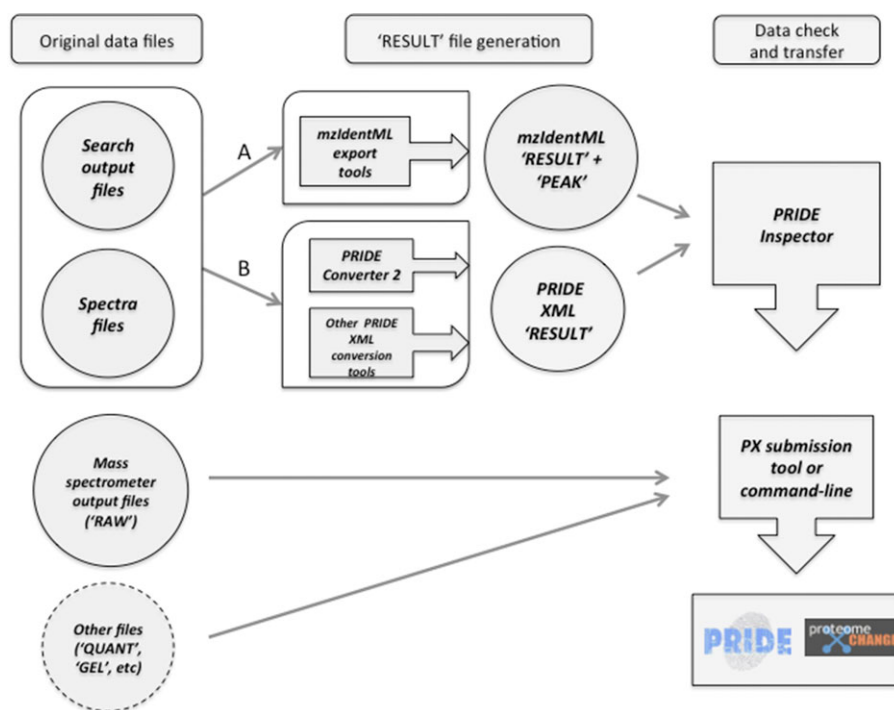 Original data files
'RESULT' file generation
Data check
and transfer
Search
output
files
Spectra
files
A
B
mzIdentML
export
tools
mzIdentML
'RESULT' +
'PEAK'
PRIDE
Converter 2
Other PRIDE
XML
conversion
tools
PRIDE
XML
'RESULT'
PRIDE
Inspector
Mass
spectrometer
output files
('RAW')
Other files
('QUANT',
'GEL', etc)
PX submission
tool or
command-line
PRIDE
proteome
CHANGE